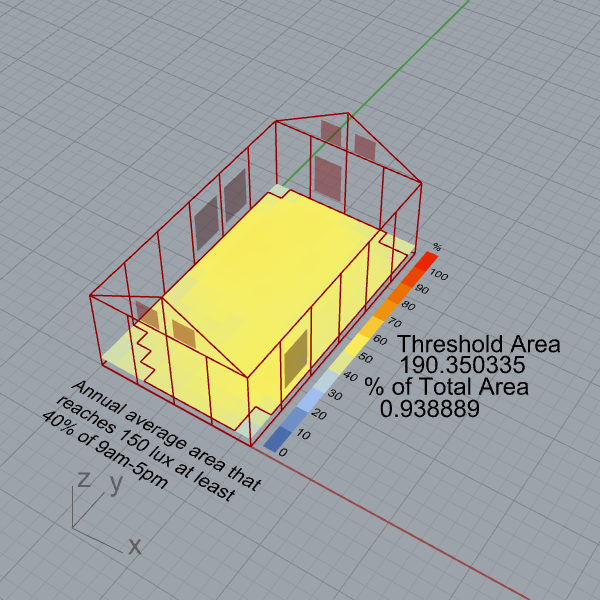 %
100
90
80
70
60
50
40
30
20
10
0
Threshold Area
190.350335
% of Total Area
0.938889
Annual average area that
reaches 150 lux at least
40% of 9am-5pm
z
y
x